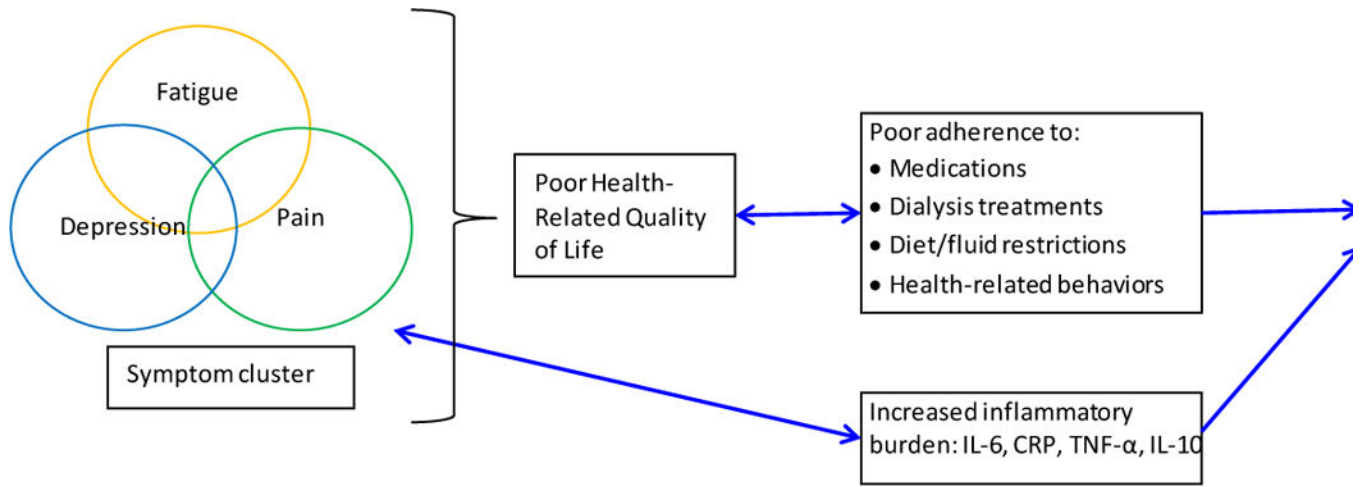 Fatigue
Depression
Pain
Symptom cluster
Poor Health-
Related Quality
of Life
Poor adherence to:
• Medications
• Dialysis treatments
• Diet/fluid restrictions
• Health-related behaviors
Increased inflammatory
burden: IL-6, CRP, TNF-α, IL-10